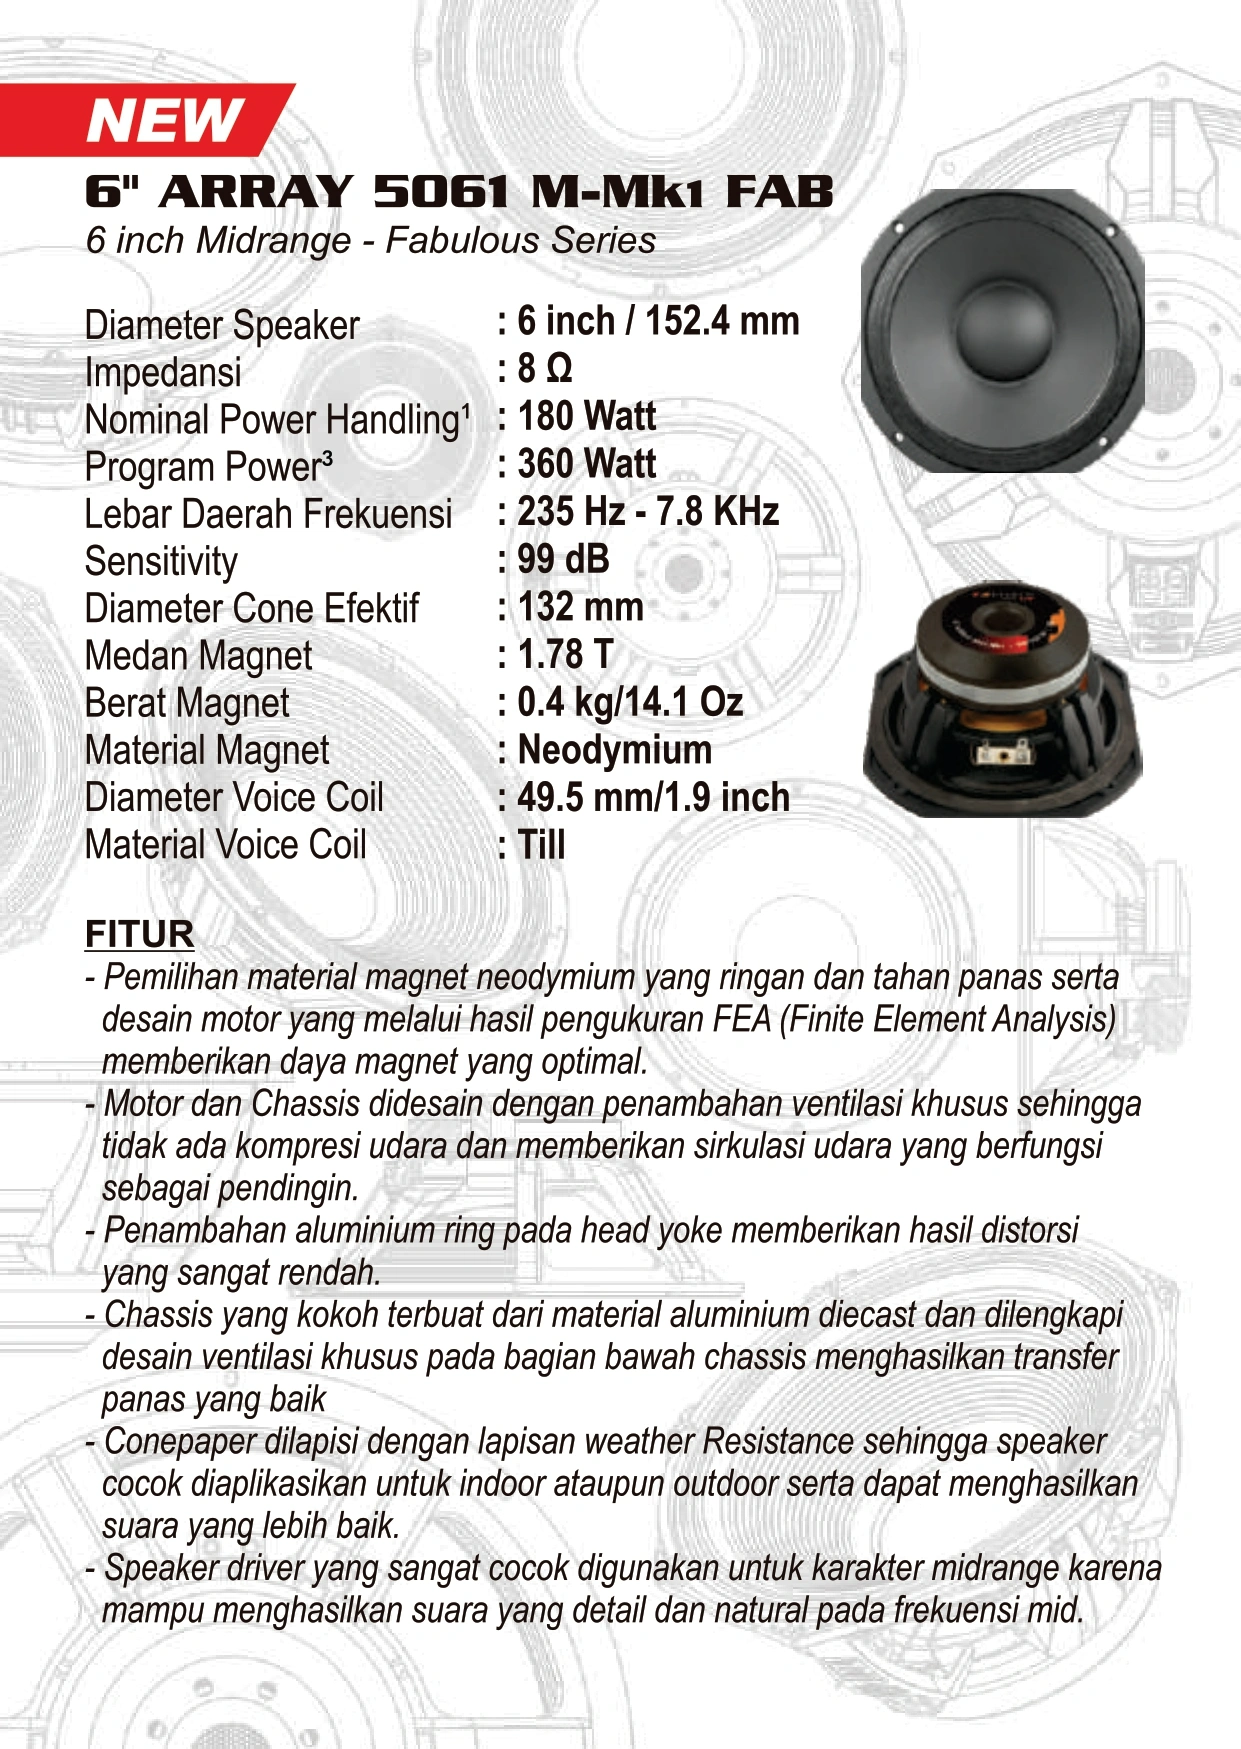 NEW
6" ARRAY 5061 M-Mk1 FAB
6 inch Midrange - Fabulous Series
Diameter Speaker : 6 inch / 152.4 mm
Impedansi : 8 Ω
Nominal Power Handling¹ : 180 Watt
Program Power³ : 360 Watt
Lebar Daerah Frekuensi : 235 Hz - 7.8 KHz
Sensitivity : 99 dB
Diameter Cone Efektif : 132 mm
Medan Magnet : 1.78 T
Berat Magnet : 0.4 kg/14.1 Oz
Material Magnet : Neodymium
Diameter Voice Coil : 49.5 mm/1.9 inch
Material Voice Coil : Till
FITUR
- Pemilihan material magnet neodymium yang ringan dan tahan panas serta
desain motor yang melalui hasil pengukuran FEA (Finite Element Analysis)
memberikan daya magnet yang optimal.
- Motor dan Chassis didesain dengan penambahan ventilasi khusus sehingga
tidak ada kompresi udara dan memberikan sirkulasi udara yang berfungsi
sebagai pendingin.
- Penambahan aluminium ring pada head yoke memberikan hasil distorsi
yang sangat rendah.
- Chassis yang kokoh terbuat dari material aluminium diecast dan dilengkapi
desain ventilasi khusus pada bagian bawah chassis menghasilkan transfer
panas yang baik
- Conepaper dilapisi dengan lapisan weather Resistance sehingga speaker
cocok diaplikasikan untuk indoor ataupun outdoor serta dapat menghasilkan
suara yang lebih baik.
- Speaker driver yang sangat cocok digunakan untuk karakter midrange karena
mampu menghasilkan suara yang detail dan natural pada frekuensi mid.